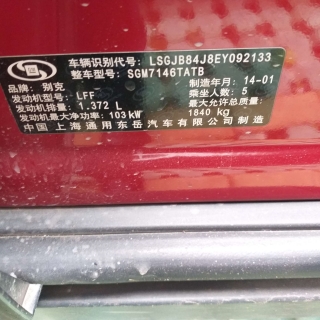 车辆识别代号: LSGJB84J8EY092133
整车型号: SGM7146TATB
品牌: 别克 制造年月: 14-01
发动机型号: LFF 乘坐人数: 5
发动机排量: 1.372 L 最大允许总质量:
发动机最大净功率: 103kW 1840 kg
中国上海通用东岳汽车有限公司制造